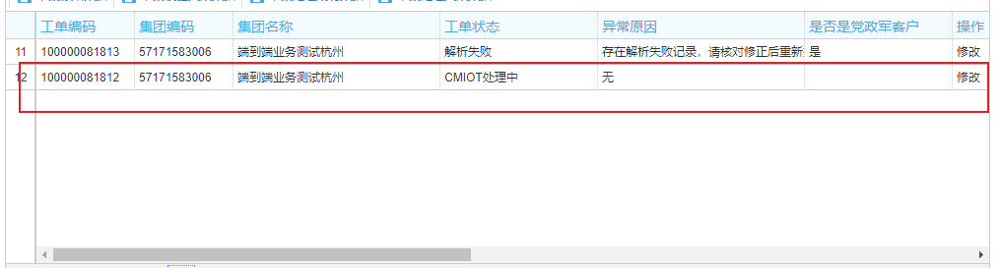 工单编码 集团编码 集团名称 工单状态 异常原因 是否是党政军客户 操作
11 100000081813 57171583006 端到端业务测试杭州 解析失败 存在解析失败记录，请核对修正后重新 是 修改
12 100000081812 57171583006 端到端业务测试杭州 CMIOT处理中 无 修改